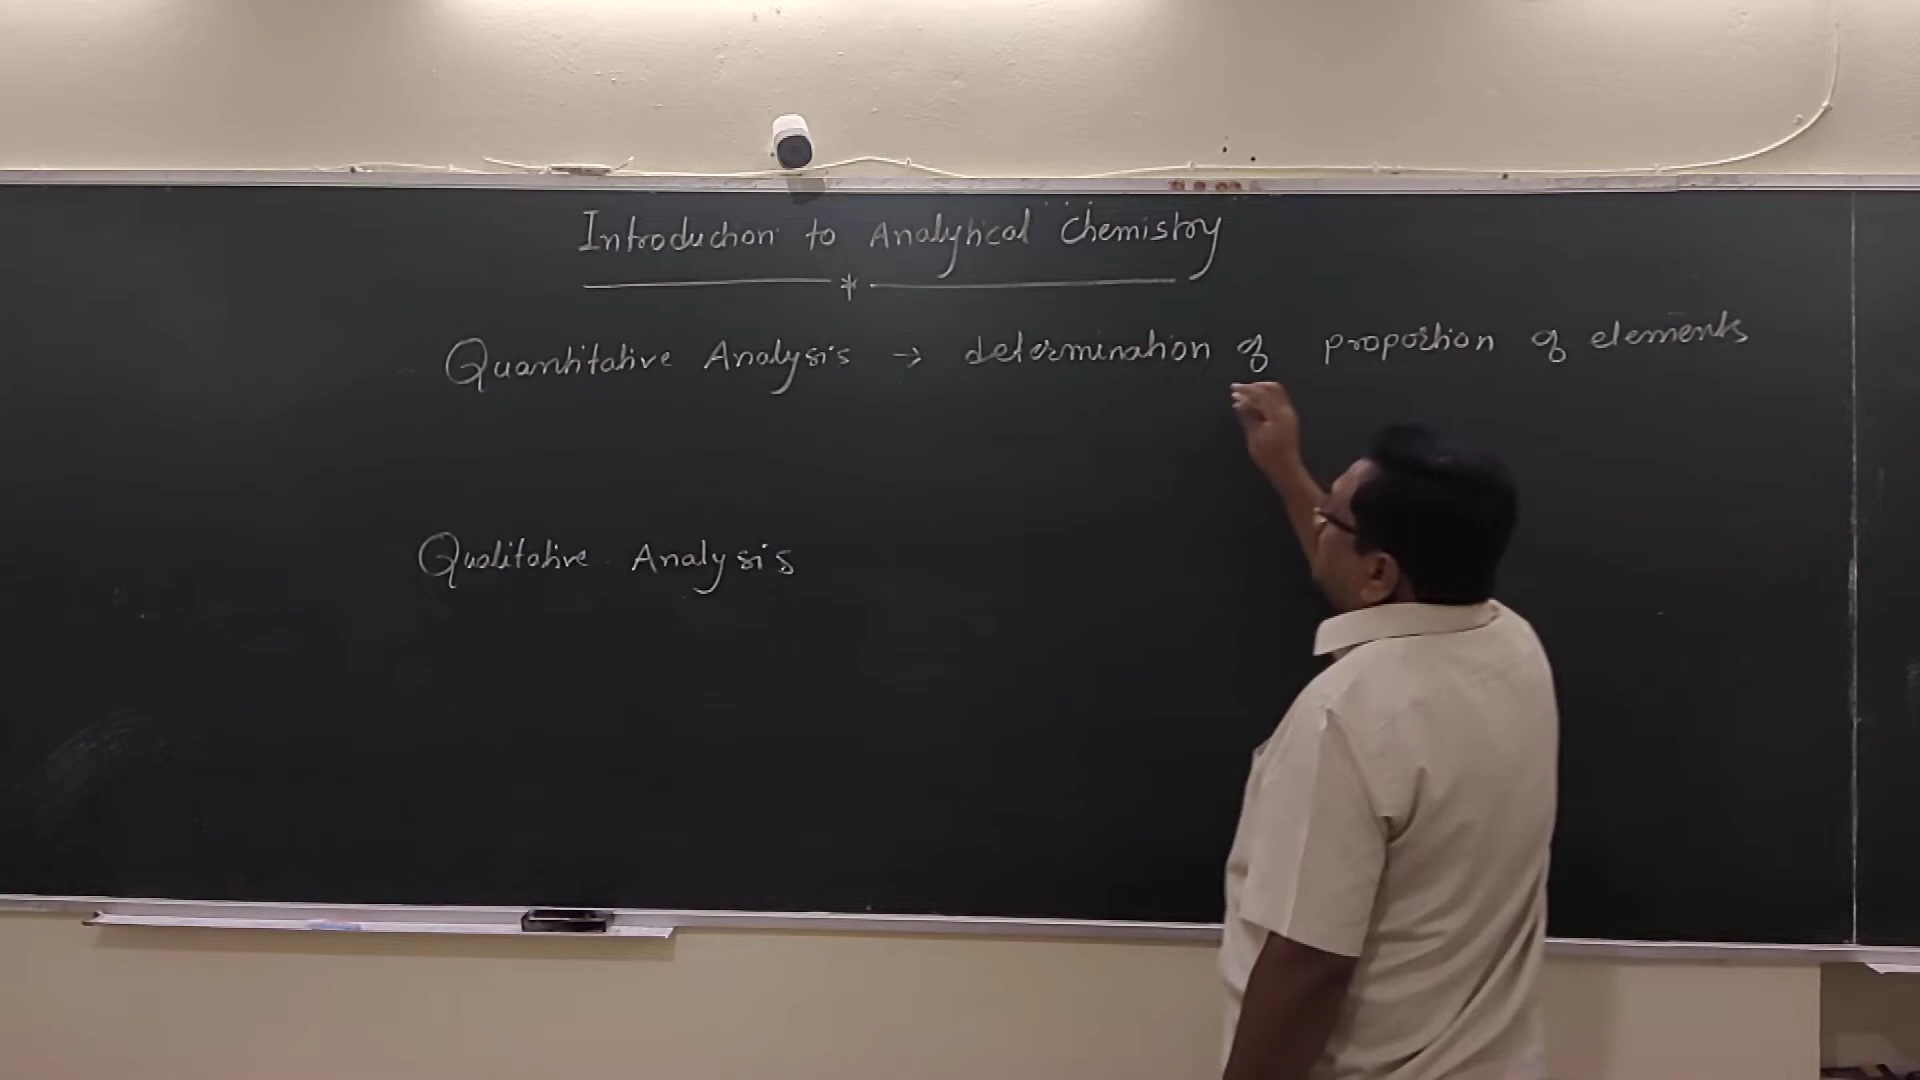 Introduction to Analytical Chemistry
Quantitative Analysis → determination of proportion of elements
Qualitative Analysis